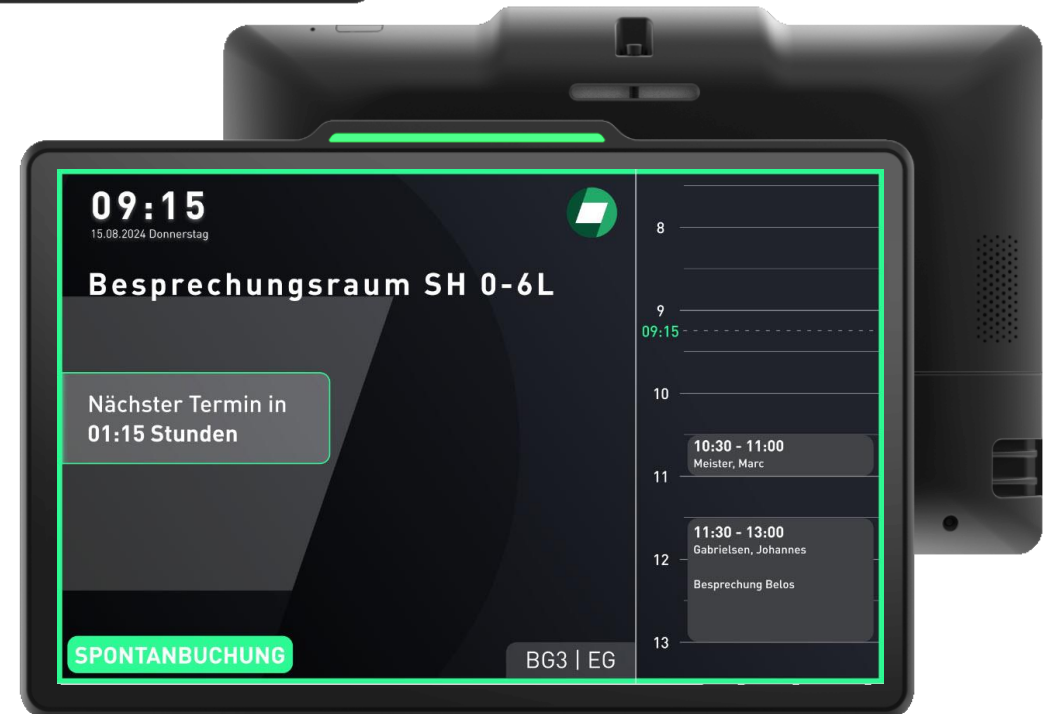 09:15
15.08.2024 Donnerstag
Besprechungsraum SH 0-6L
Nächster Termin in
01:15 Stunden
SPONTANBUCHUNG
BG3 | EG
8
9
09:15
10
10:30 - 11:00
Meister, Marc
11
11:30 - 13:00
Gabrielsen, Johannes
12
Besprechung Belos
13